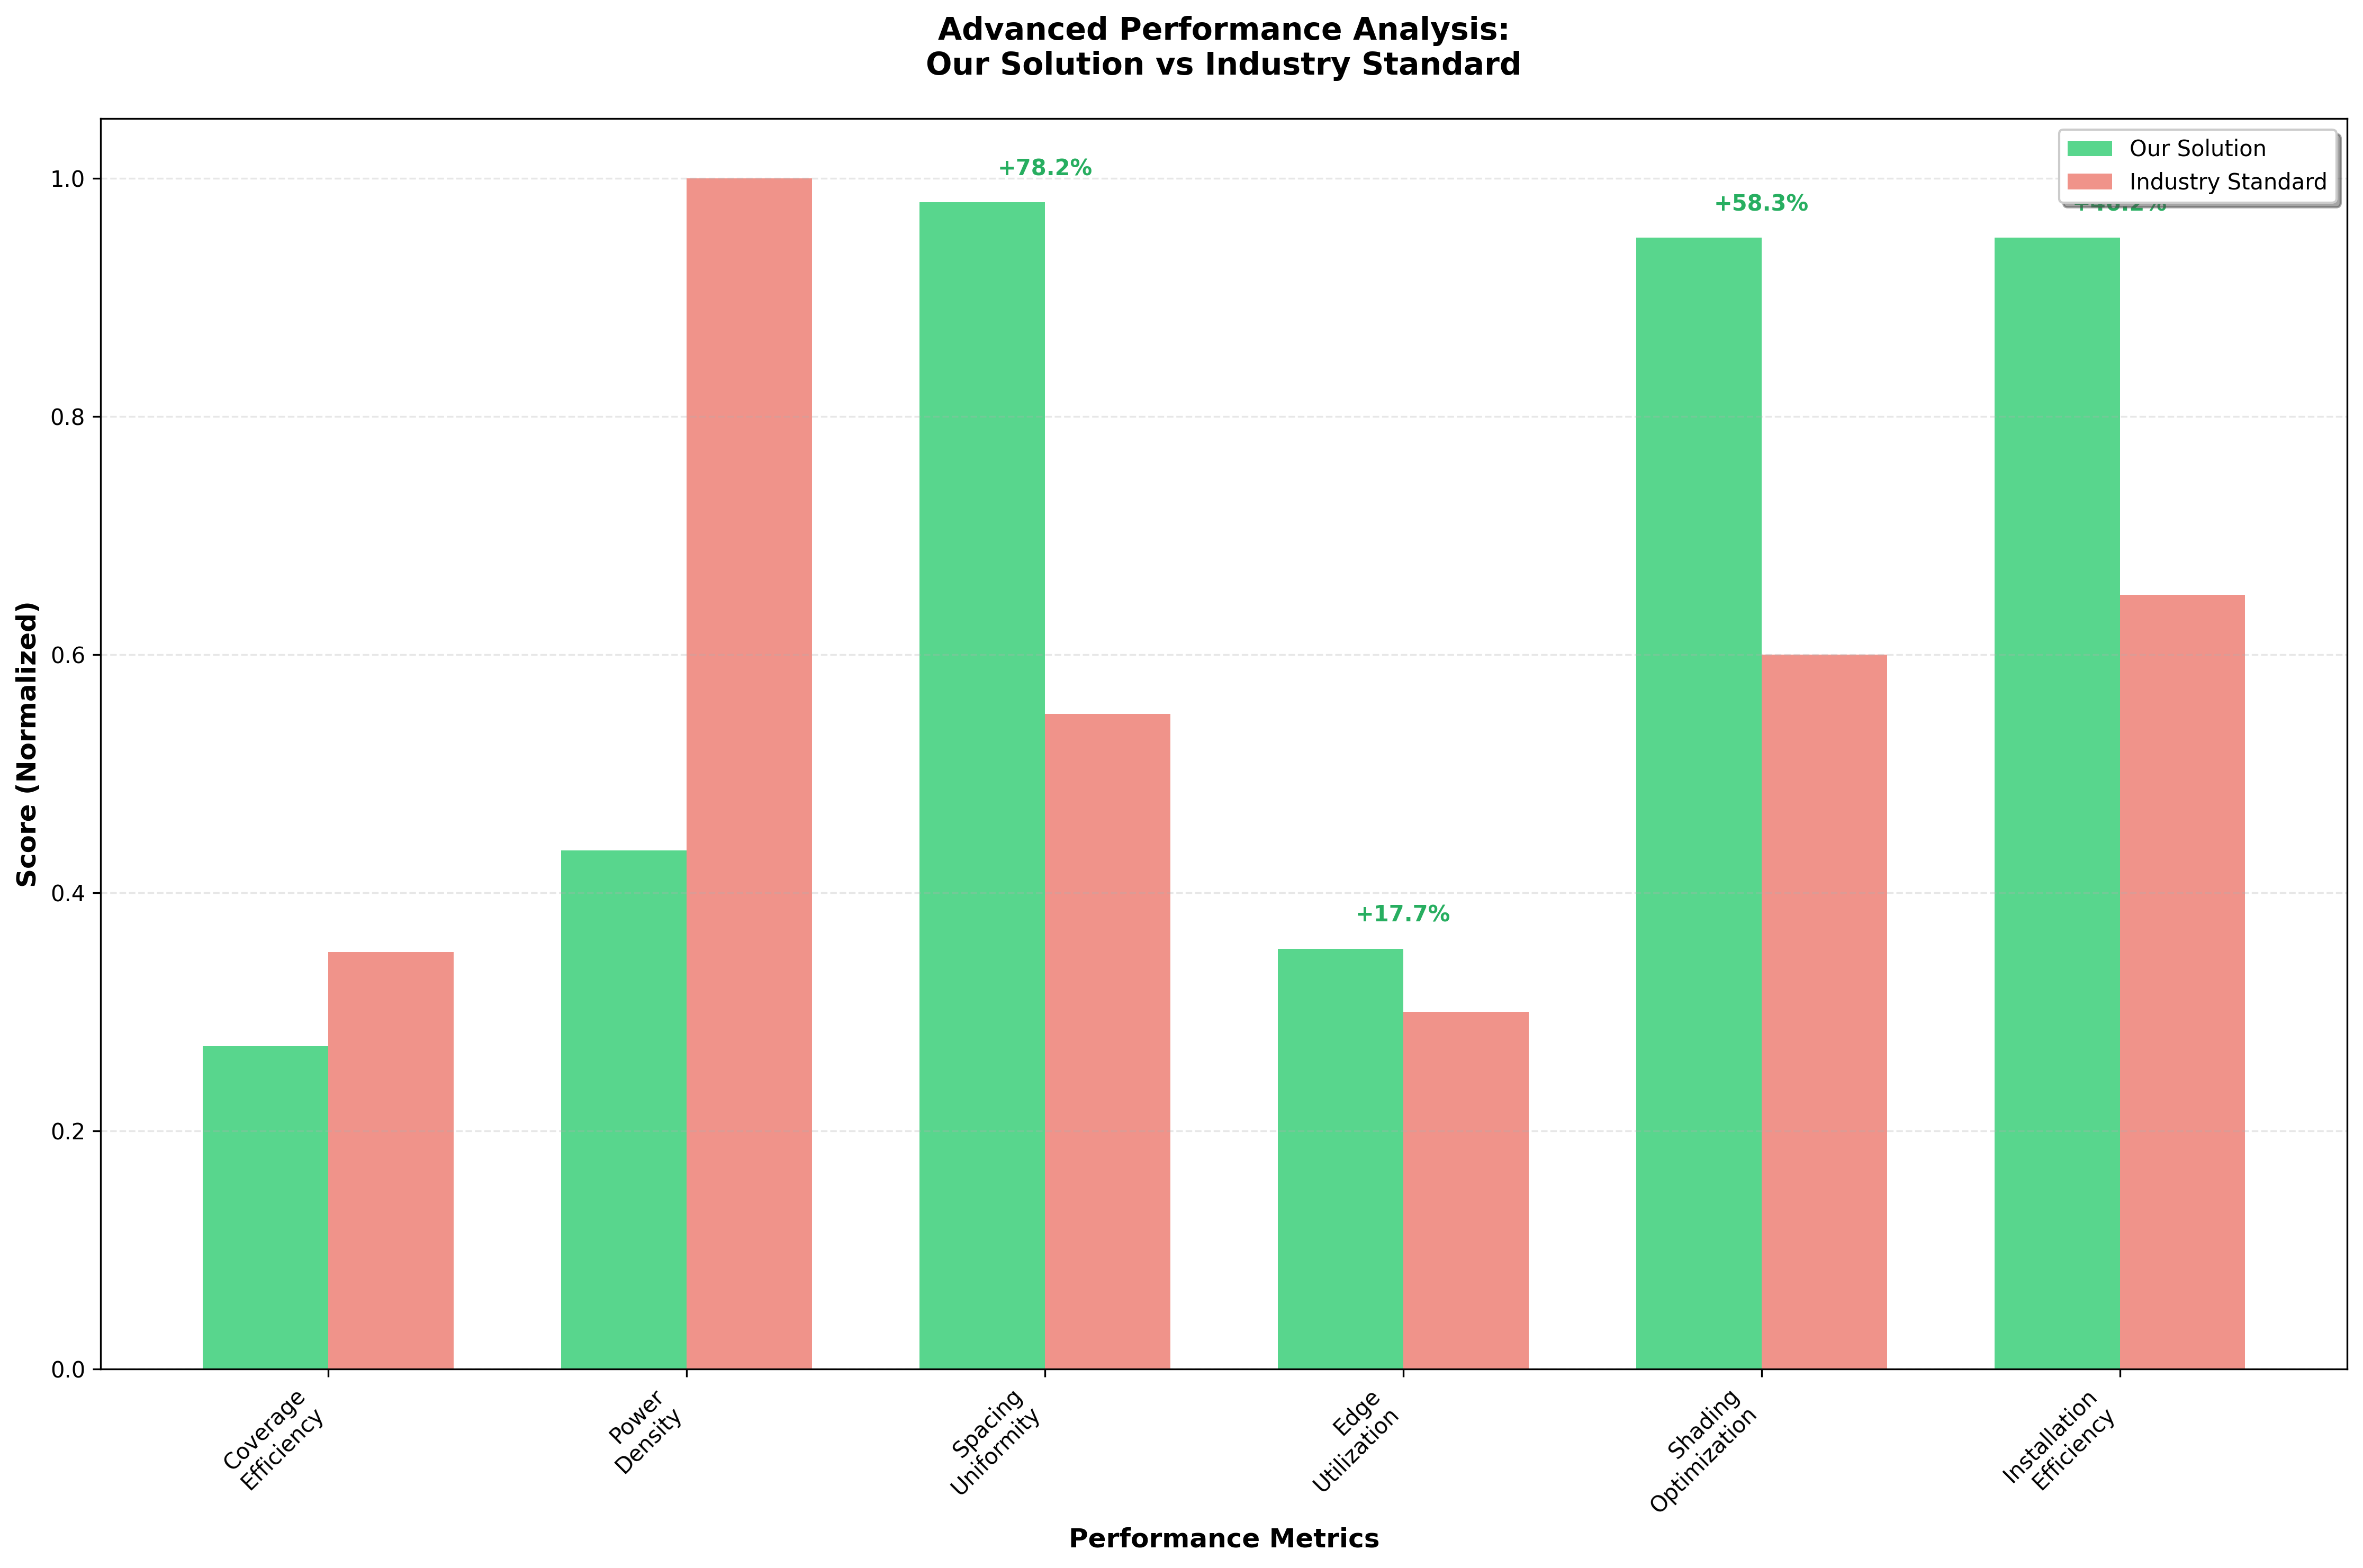 Advanced Performance Analysis:
Our Solution vs Industry Standard
Our Solution
Industry Standard
+78.2%
+58.3%
+17.7%
Score (Normalized)
1.0
0.8
0.6
0.4
0.2
0.0
Coverage
Efficiency
Power
Density
Spacing
Uniformity
Edge
Utilization
Shading
Optimization
Installation
Efficiency
Performance Metrics